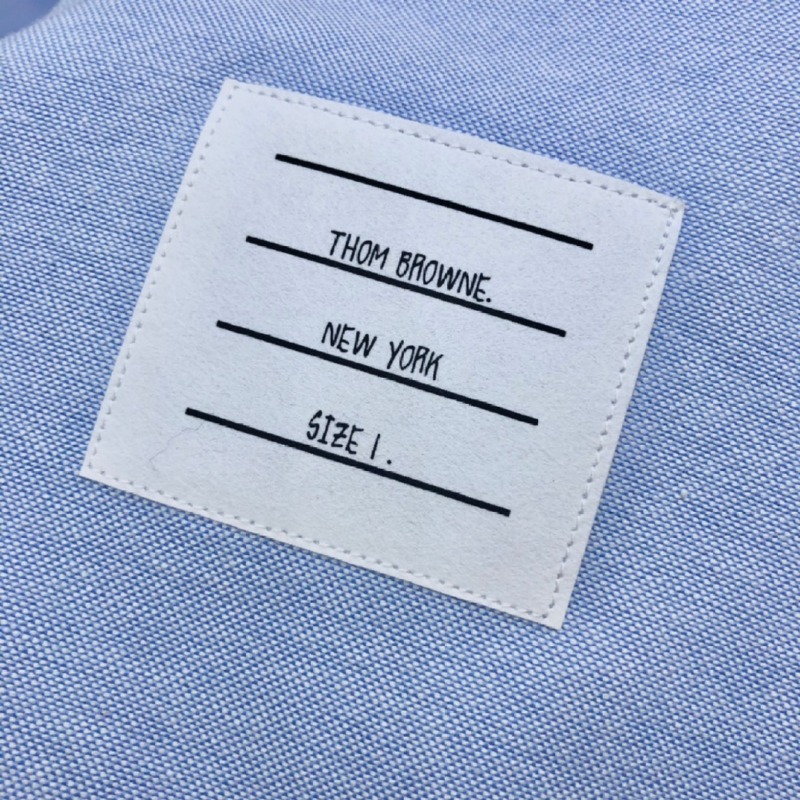 THOM BROWNE.
NEW YORK
SIZE 1.